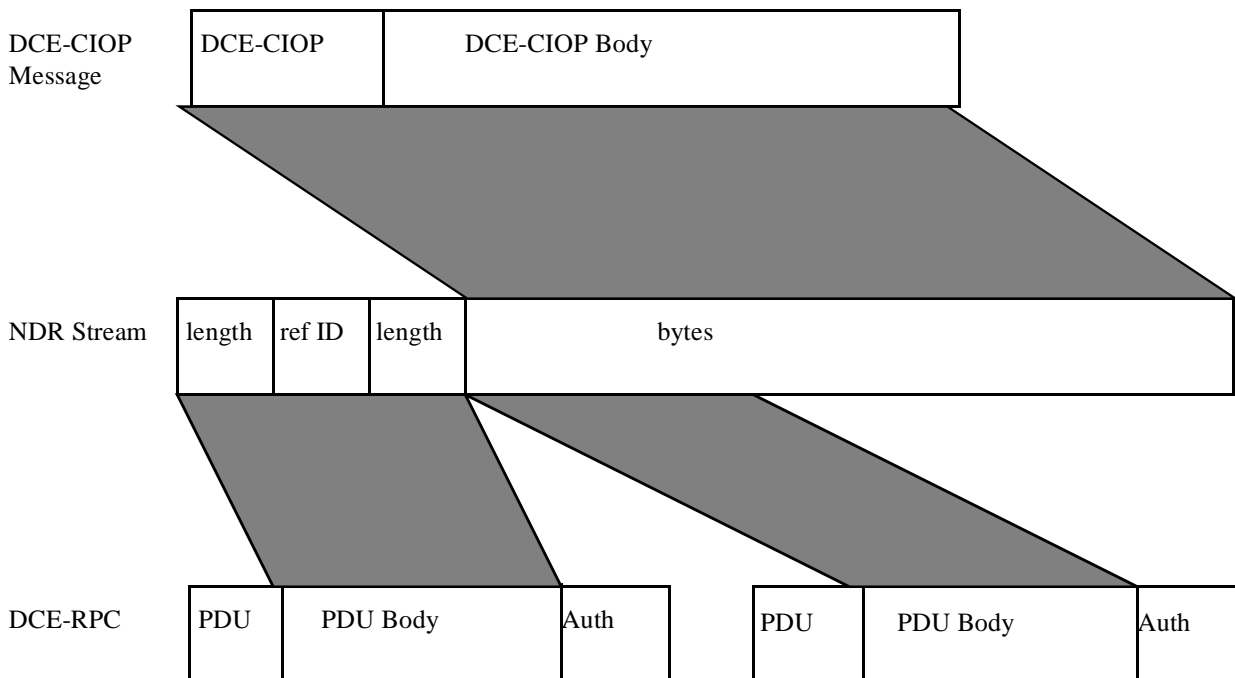 DCE-CIOP Message
DCE-CIOP
DCE-CIOP Body
NDR Stream
length
ref ID
length
bytes
DCE-RPC
PDU
PDU Body
Auth
PDU
PDU Body
Auth